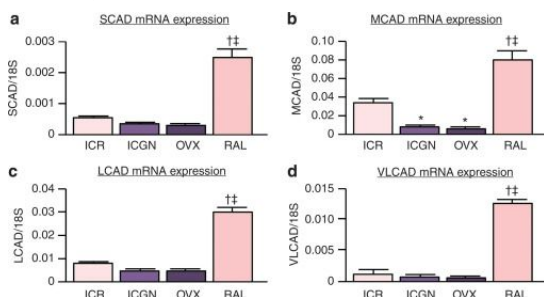 a SCAD mRNA expression
SCAD/18S
0.003
0.002
0.001
0
†‡
ICR ICGN OVX RAL
b MCAD mRNA expression
MCAD/18S
0.10
0.08
0.06
0.04
0.02
0
* *
†‡
ICR ICGN OVX RAL
c LCAD mRNA expression
LCAD/18S
0.04
0.03
0.02
0.01
0
†‡
ICR ICGN OVX RAL
d VLCAD mRNA expression
VLCAD/18S
0.015
0.010
0.005
0
†‡
ICR ICGN OVX RAL